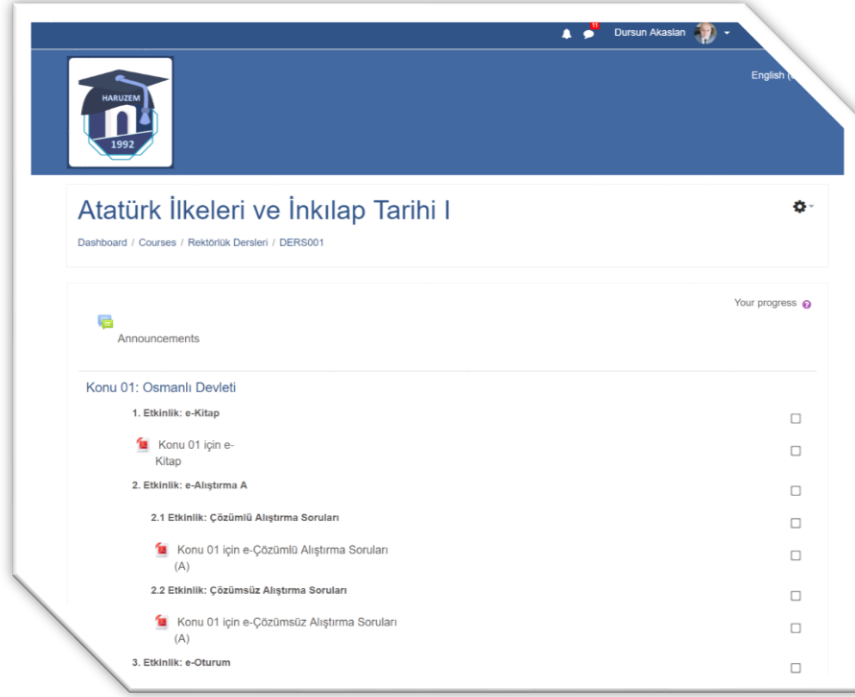 11
Dursun Akaslan
English
HARUZEM
1992
Atatürk İlkeleri ve İnkılap Tarihi I
Dashboard / Courses / Rektörlük Dersleri / DERS001
Your progress
Announcements
Konu 01: Osmanlı Devleti
1. Etkinlik: e-Kitap
Konu 01 için e-
Kitap
2. Etkinlik: e-Alıştırma A
2.1 Etkinlik: Çözümlü Alıştırma Soruları
Konu 01 için e-Çözümlü Alıştırma Soruları
(A)
2.2 Etkinlik: Çözümsüz Alıştırma Soruları
Konu 01 için e-Çözümsüz Alıştırma Soruları
(A)
3. Etkinlik: e-Oturum